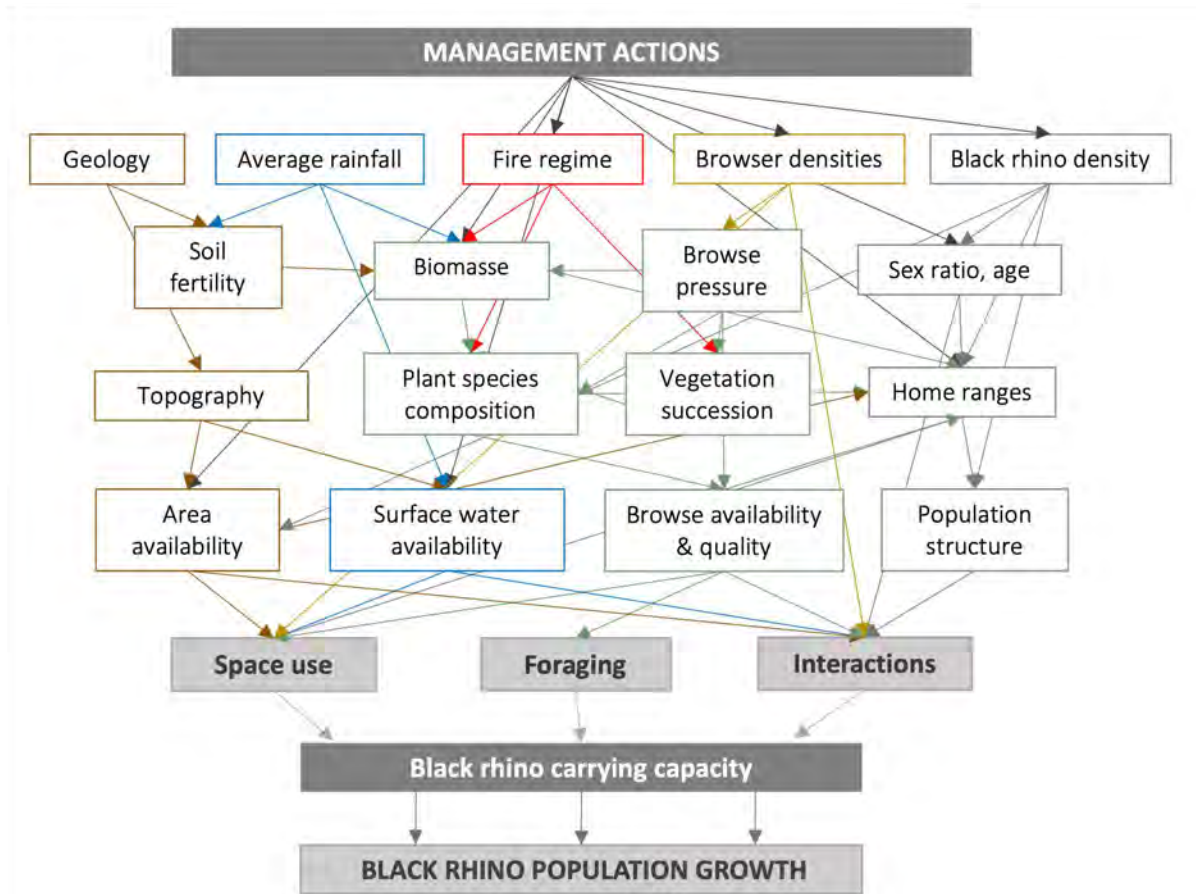 MANAGEMENT ACTIONS
Geology
Average rainfall
Fire regime
Browser densities
Black rhino density
Soil
fertility
Biomasse
Browse
pressure
Sex ratio, age
Topography
Plant species
composition
Vegetation
succession
Home ranges
Area
availability
Surface water
availability
Browse availability
& quality
Population
structure
Space use
Foraging
Interactions
Black rhino carrying capacity
BLACK RHINO POPULATION GROWTH